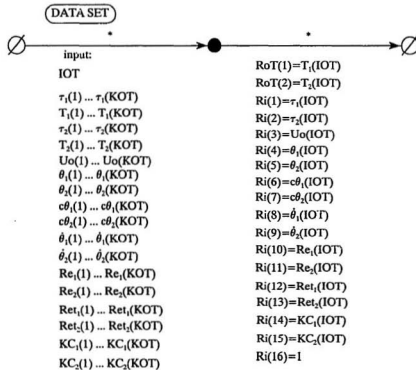 DATA SET
* *
input:
IOT
τ₁(1) ... τ₁(KOT)
T₁(1) ... T₁(KOT)
τ₂(1) ... τ₂(KOT)
T₂(1) ... T₂(KOT)
Uo(1) ... Uo(KOT)
θ₁(1) ... θ₁(KOT)
θ₂(1) ... θ₂(KOT)
cθ₁(1) ... cθ₁(KOT)
cθ₂(1) ... cθ₂(KOT)
θ̇₁(1) ... θ̇₁(KOT)
θ̇₂(1) ... θ̇₂(KOT)
Re₁(1) ... Re₁(KOT)
Re₂(1) ... Re₂(KOT)
Ret₁(1) ... Ret₁(KOT)
Ret₂(1) ... Ret₂(KOT)
KC₁(1) ... KC₁(KOT)
KC₂(1) ... KC₂(KOT)
RoT(1)=T₁(IOT)
RoT(2)=T₂(IOT)
Ri(1)=τ₁(IOT)
Ri(2)=τ₂(IOT)
Ri(3)=Uo(IOT)
Ri(4)=θ₁(IOT)
Ri(5)=θ₂(IOT)
Ri(6)=cθ₁(IOT)
Ri(7)=cθ₂(IOT)
Ri(8)=θ̇₁(IOT)
Ri(9)=θ̇₂(IOT)
Ri(10)=Re₁(IOT)
Ri(11)=Re₂(IOT)
Ri(12)=Ret₁(IOT)
Ri(13)=Ret₂(IOT)
Ri(14)=KC₁(IOT)
Ri(15)=KC₂(IOT)
Ri(16)=1